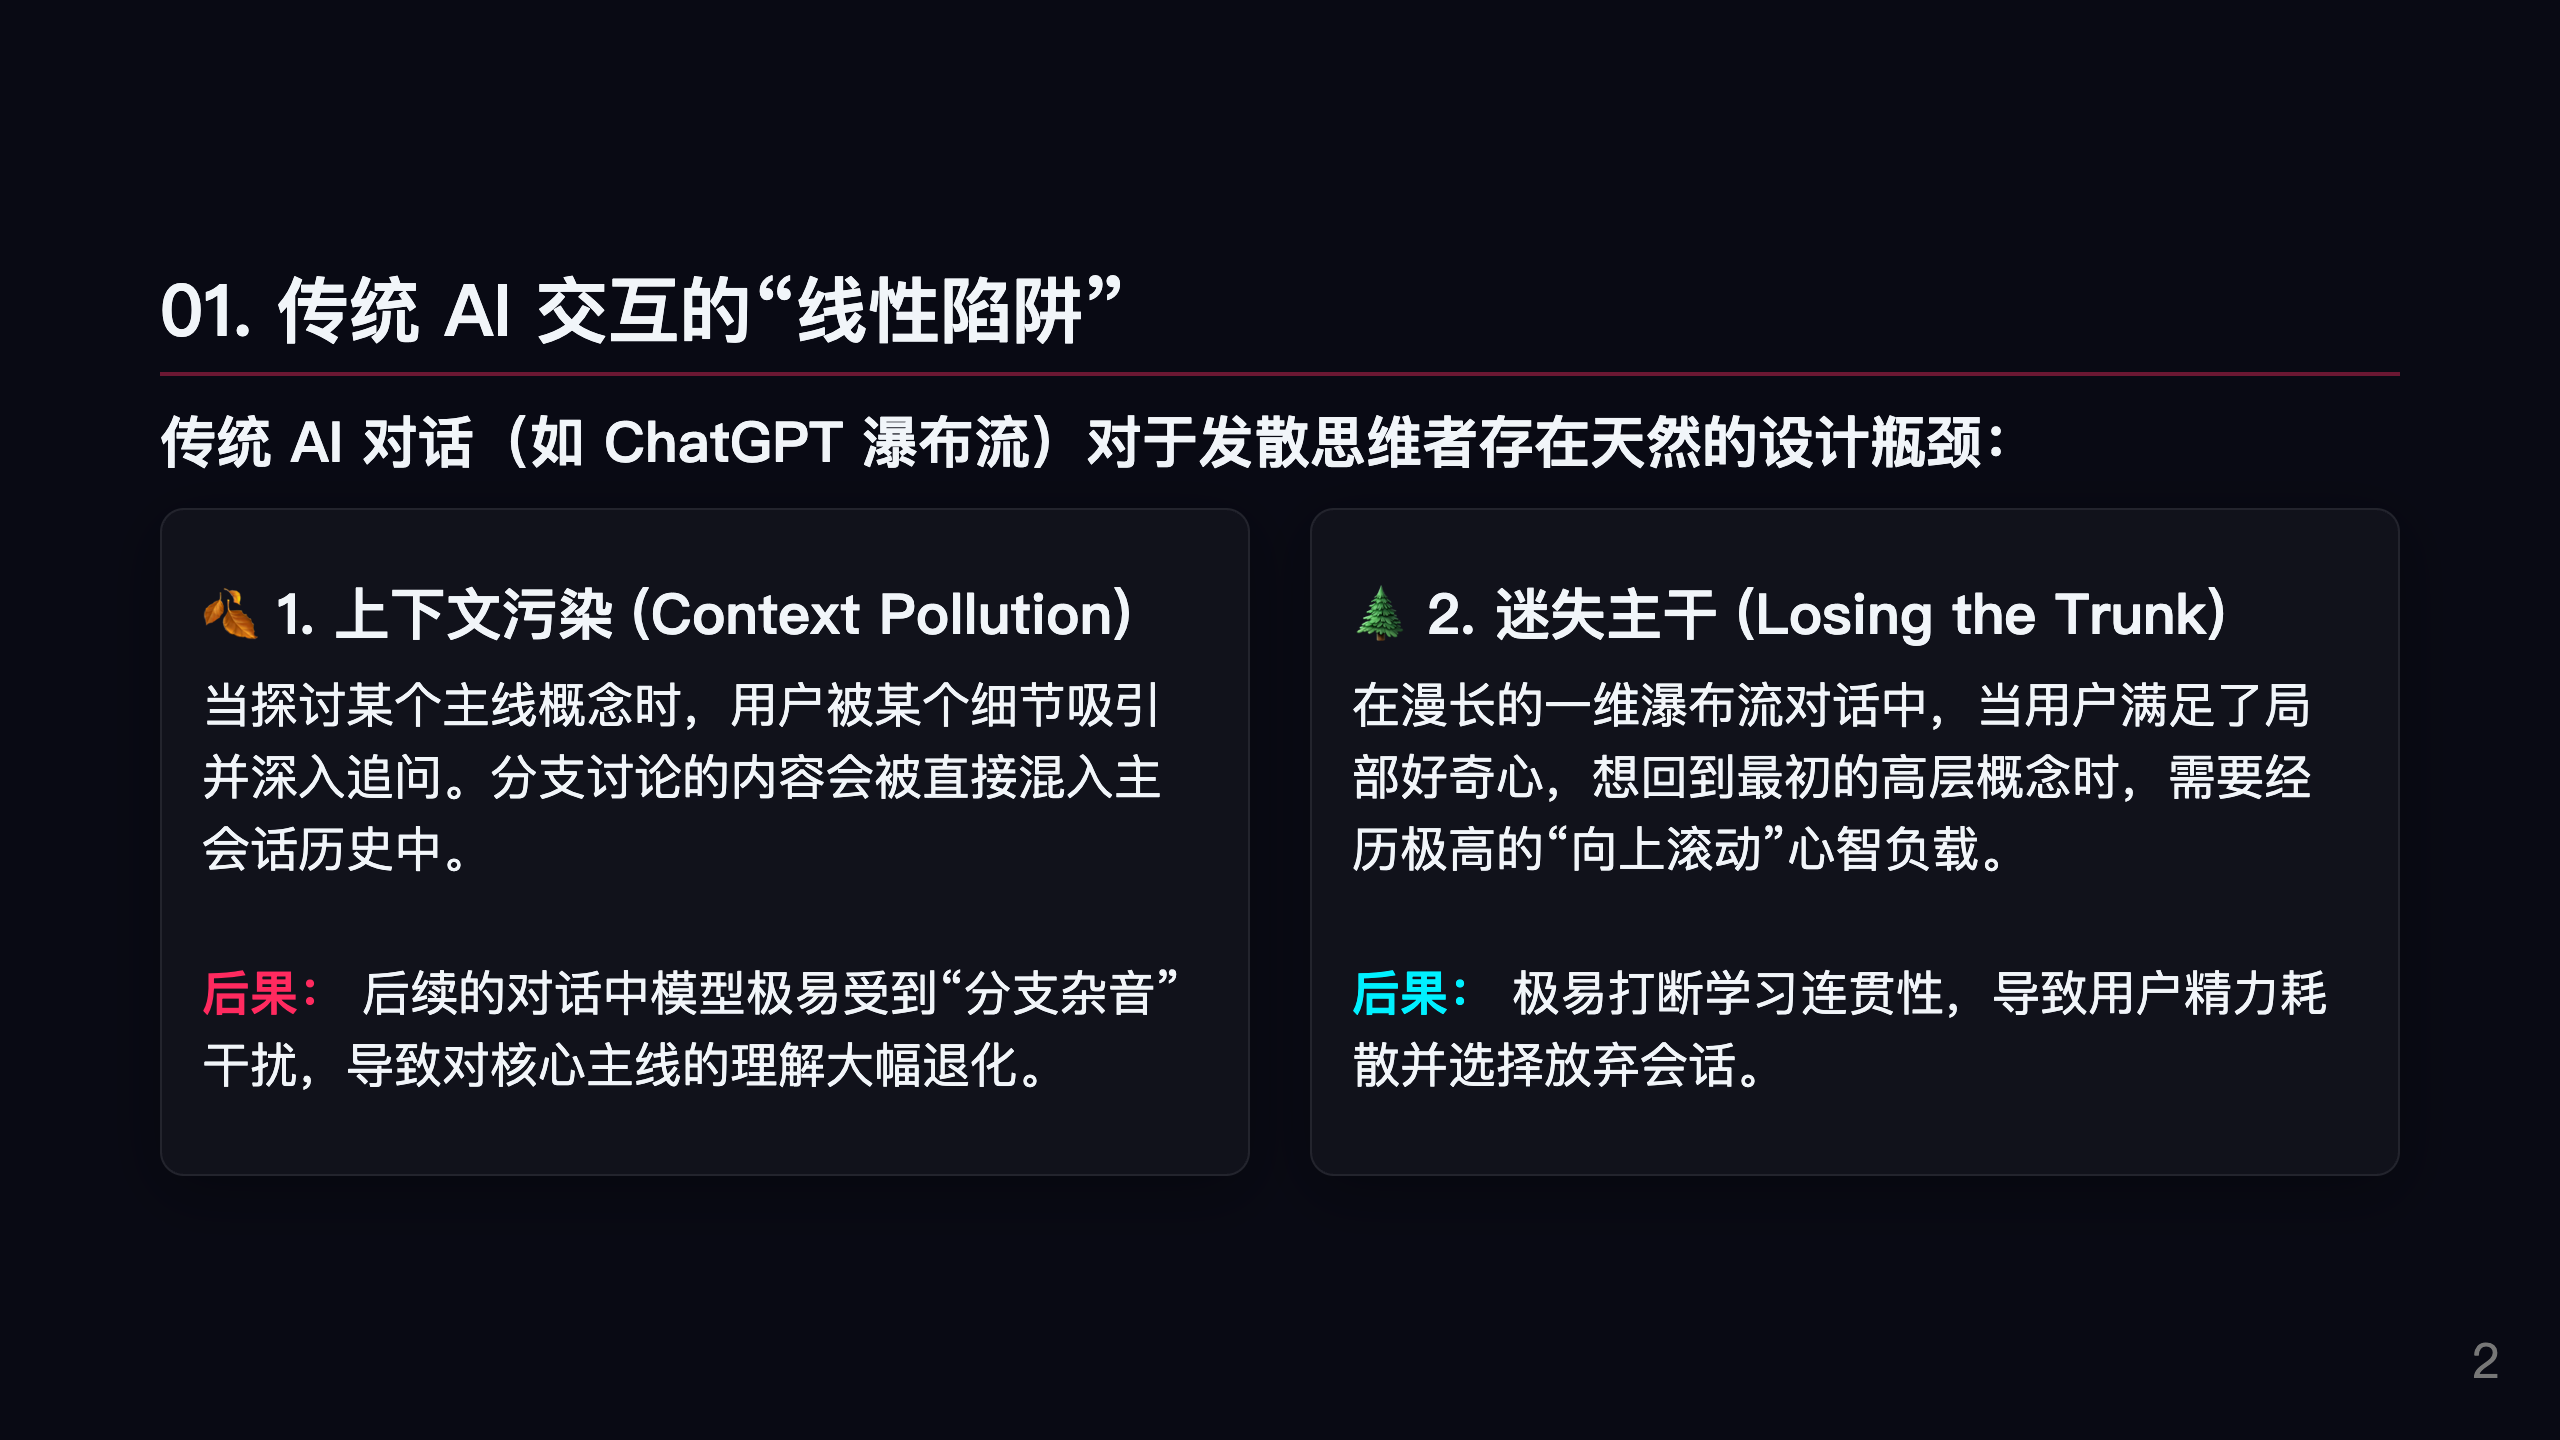 01. 传统 AI 交互的“线性陷阱”
传统 AI 对话（如 ChatGPT 瀑布流）对于发散思维者存在天然的设计瓶颈：
🍂 1. 上下文污染 (Context Pollution)
当探讨某个主线概念时，用户被某个细节吸引
并深入追问。分支讨论的内容会被直接混入主
会话历史中。
后果： 后续的对话中模型极易受到“分支杂音”
干扰，导致对核心主线的理解大幅退化。
🌲 2. 迷失主干 (Losing the Trunk)
在漫长的一维瀑布流对话中，当用户满足了局
部好奇心，想回到最初的高层概念时，需要经
历极高的“向上滚动”心智负载。
后果： 极易打断学习连贯性，导致用户精力耗
散并选择放弃会话。
2